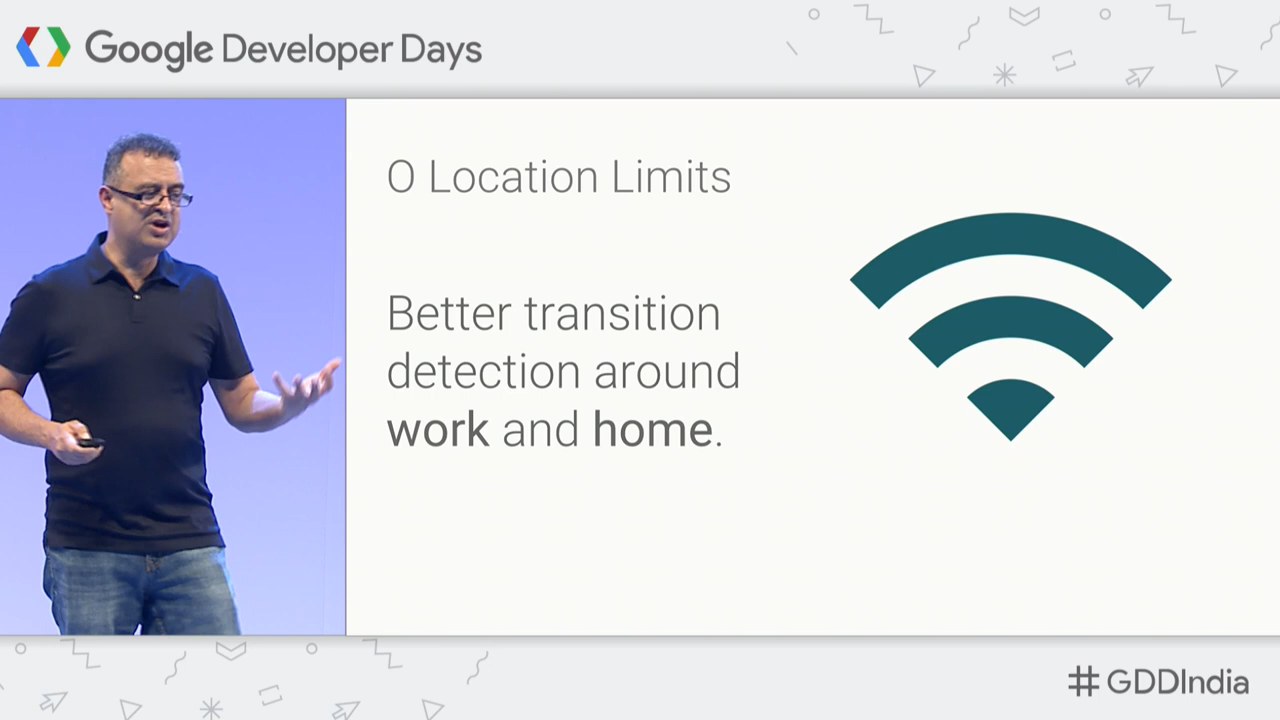 Google Developer Days
O Location Limits
Better transition
detection around
work and home.
#GDDIndia